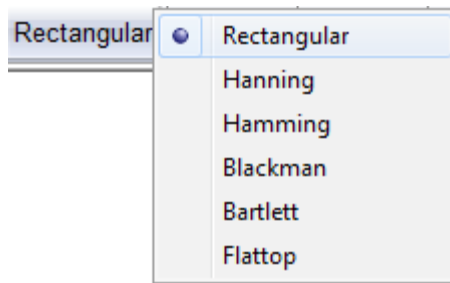 Rectangular
Rectangular
Hanning
Hamming
Blackman
Bartlett
Flattop